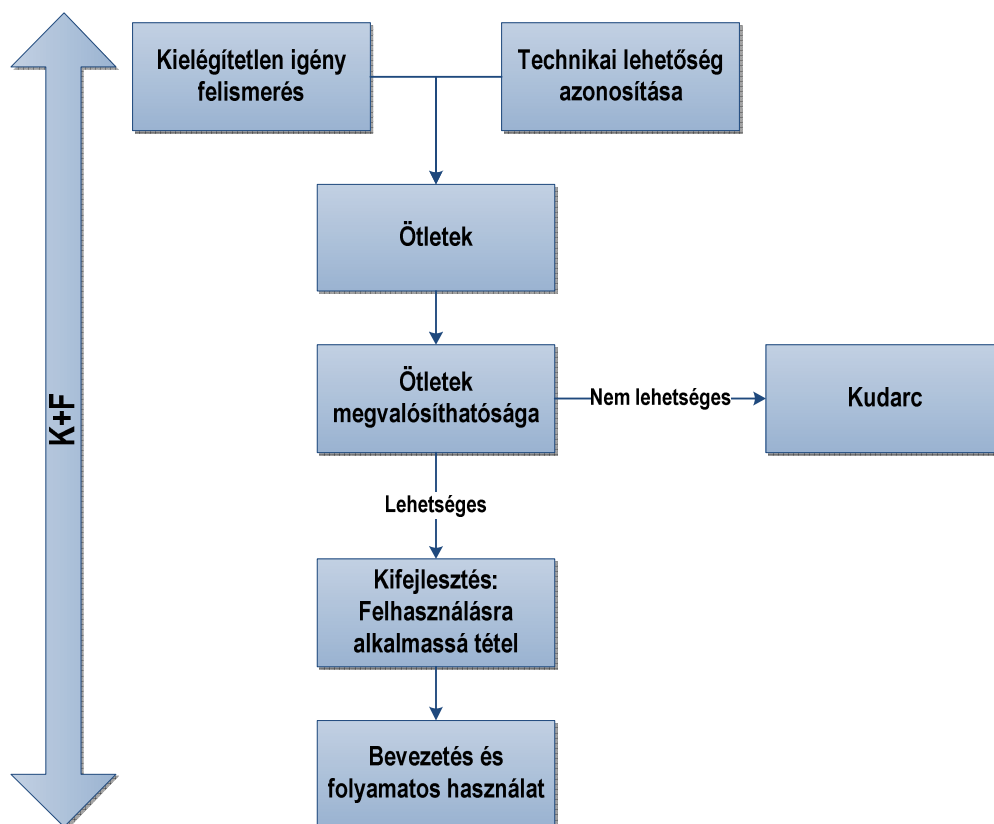 Kielégítetlen igény
felismerés
Technikai lehetőség
azonosítása
Ötletek
Ötletek
megvalósíthatósága
Nem lehetséges
Kudarc
K+F
Lehetséges
Kifejlesztés:
Felhasználásra
alkalmassá tétel
Bevezetés és
folyamatos használat